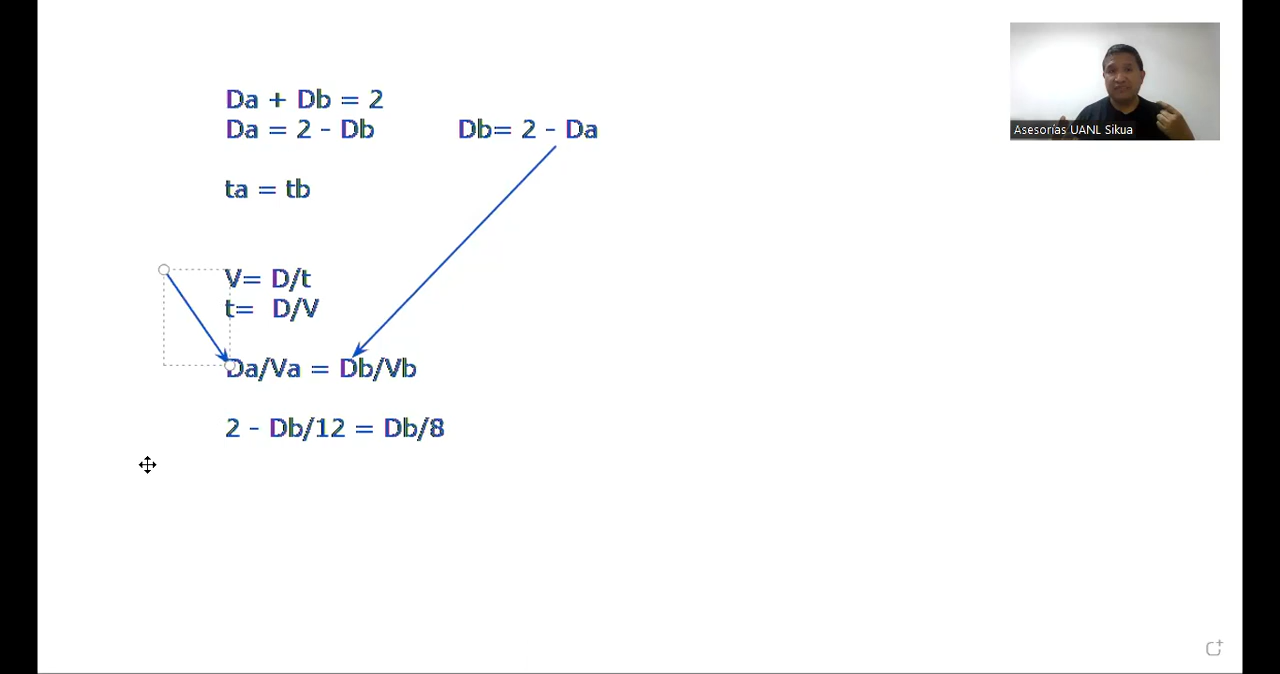 Da + Db = 2
Da = 2 - Db
Db= 2 - Da
ta = tb
V= D/t
t= D/V
Da/Va = Db/Vb
2 - Db/12 = Db/8
Asesorías UANL Sikua